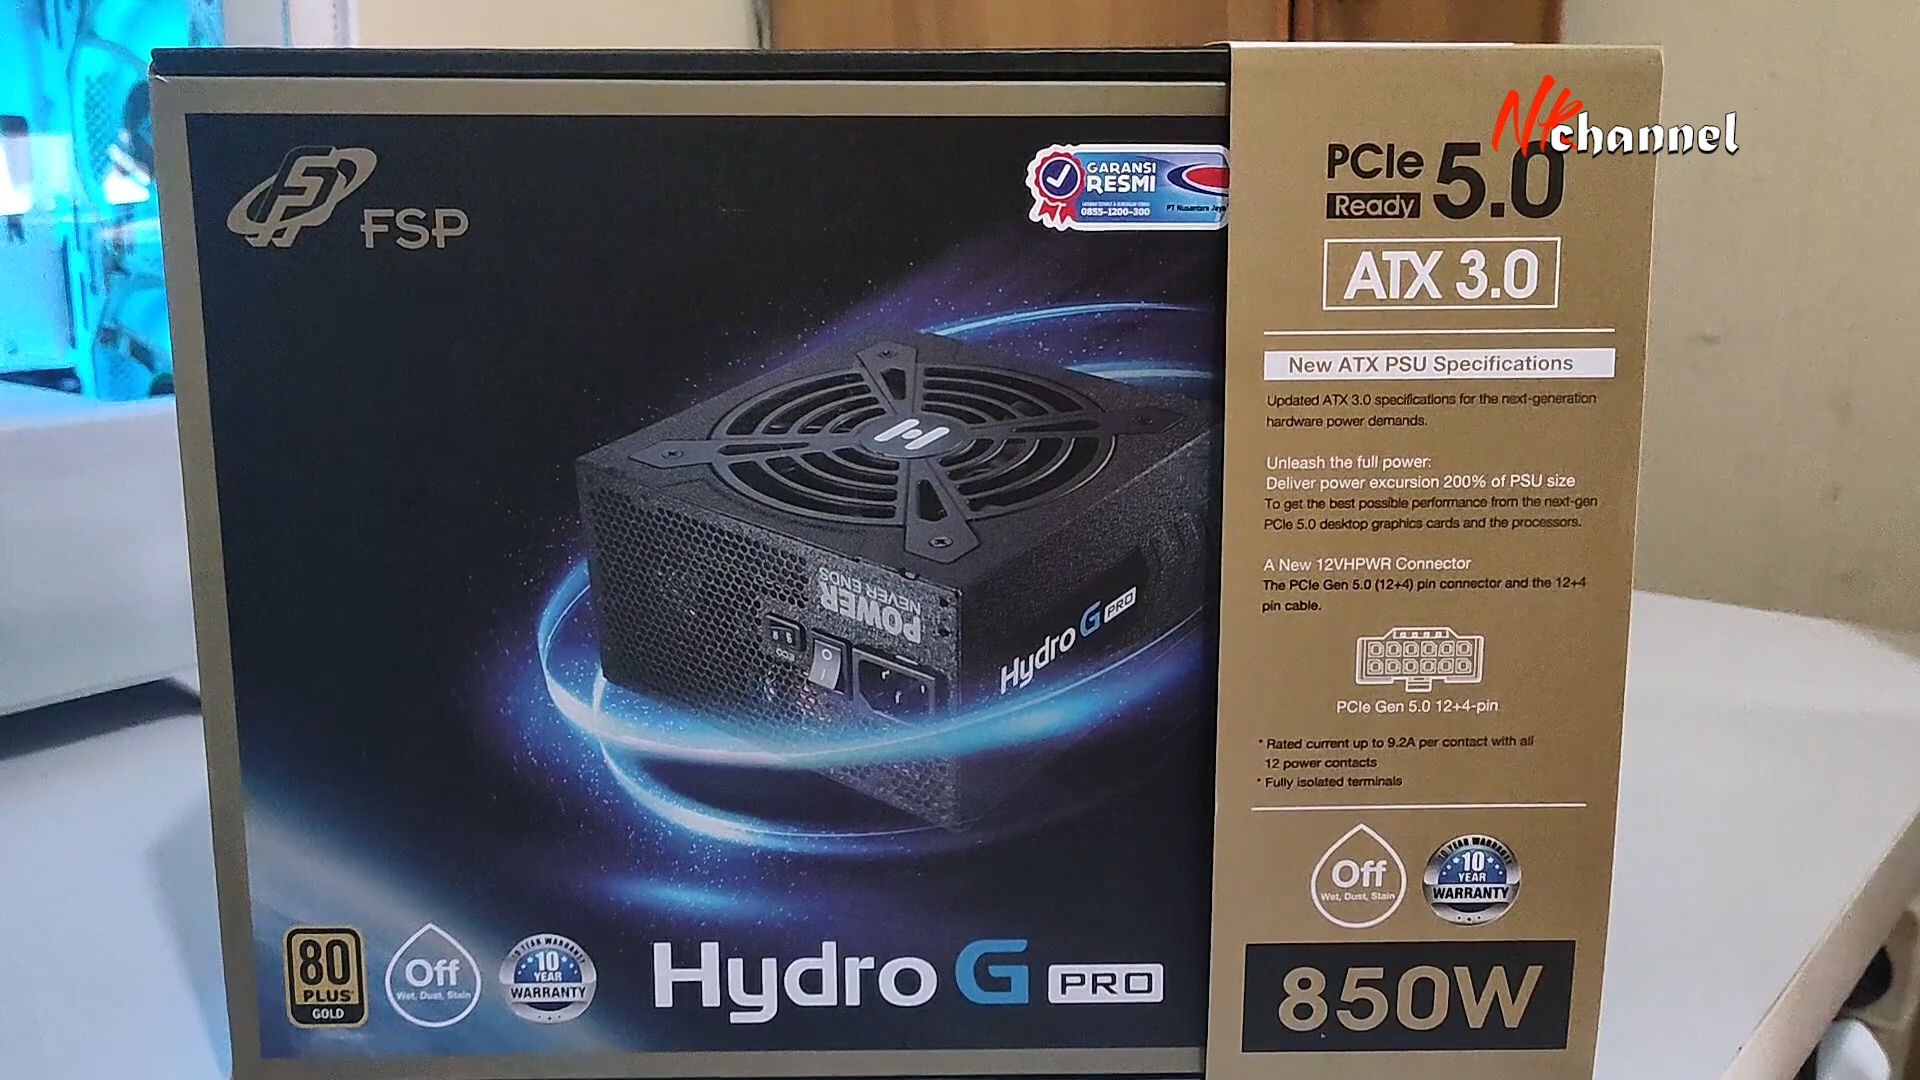 NR channel
FSP
GARANSI
RESMI
0855-1200-300
PT Nusantara Jaya
PCIe
Ready
5.0
ATX 3.0
New ATX PSU Specifications
Updated ATX 3.0 specifications for the next-generation
hardware power demands.
Unleash the full power:
Deliver power excursion 200% of PSU size
To get the best possible performance from the next-gen
PCIe 5.0 desktop graphics cards and the processors.
A New 12VHPWR Connector
The PCIe Gen 5.0 (12+4) pin connector and the 12+4
pin cable.
PCIe Gen 5.0 12+4-pin
* Rated current up to 9.2A per contact with all
12 power contacts
* Fully isolated terminals
Off
Wet, Dust, Stain
10 YEAR WARRANTY
10
YEAR
WARRANTY
850W
POWER
NEVER ENDS
ECO
Hydro G PRO
80
PLUS
GOLD
Off
Wet, Dust, Stain
10 YEAR WARRANTY
10
YEAR
WARRANTY
Hydro G PRO